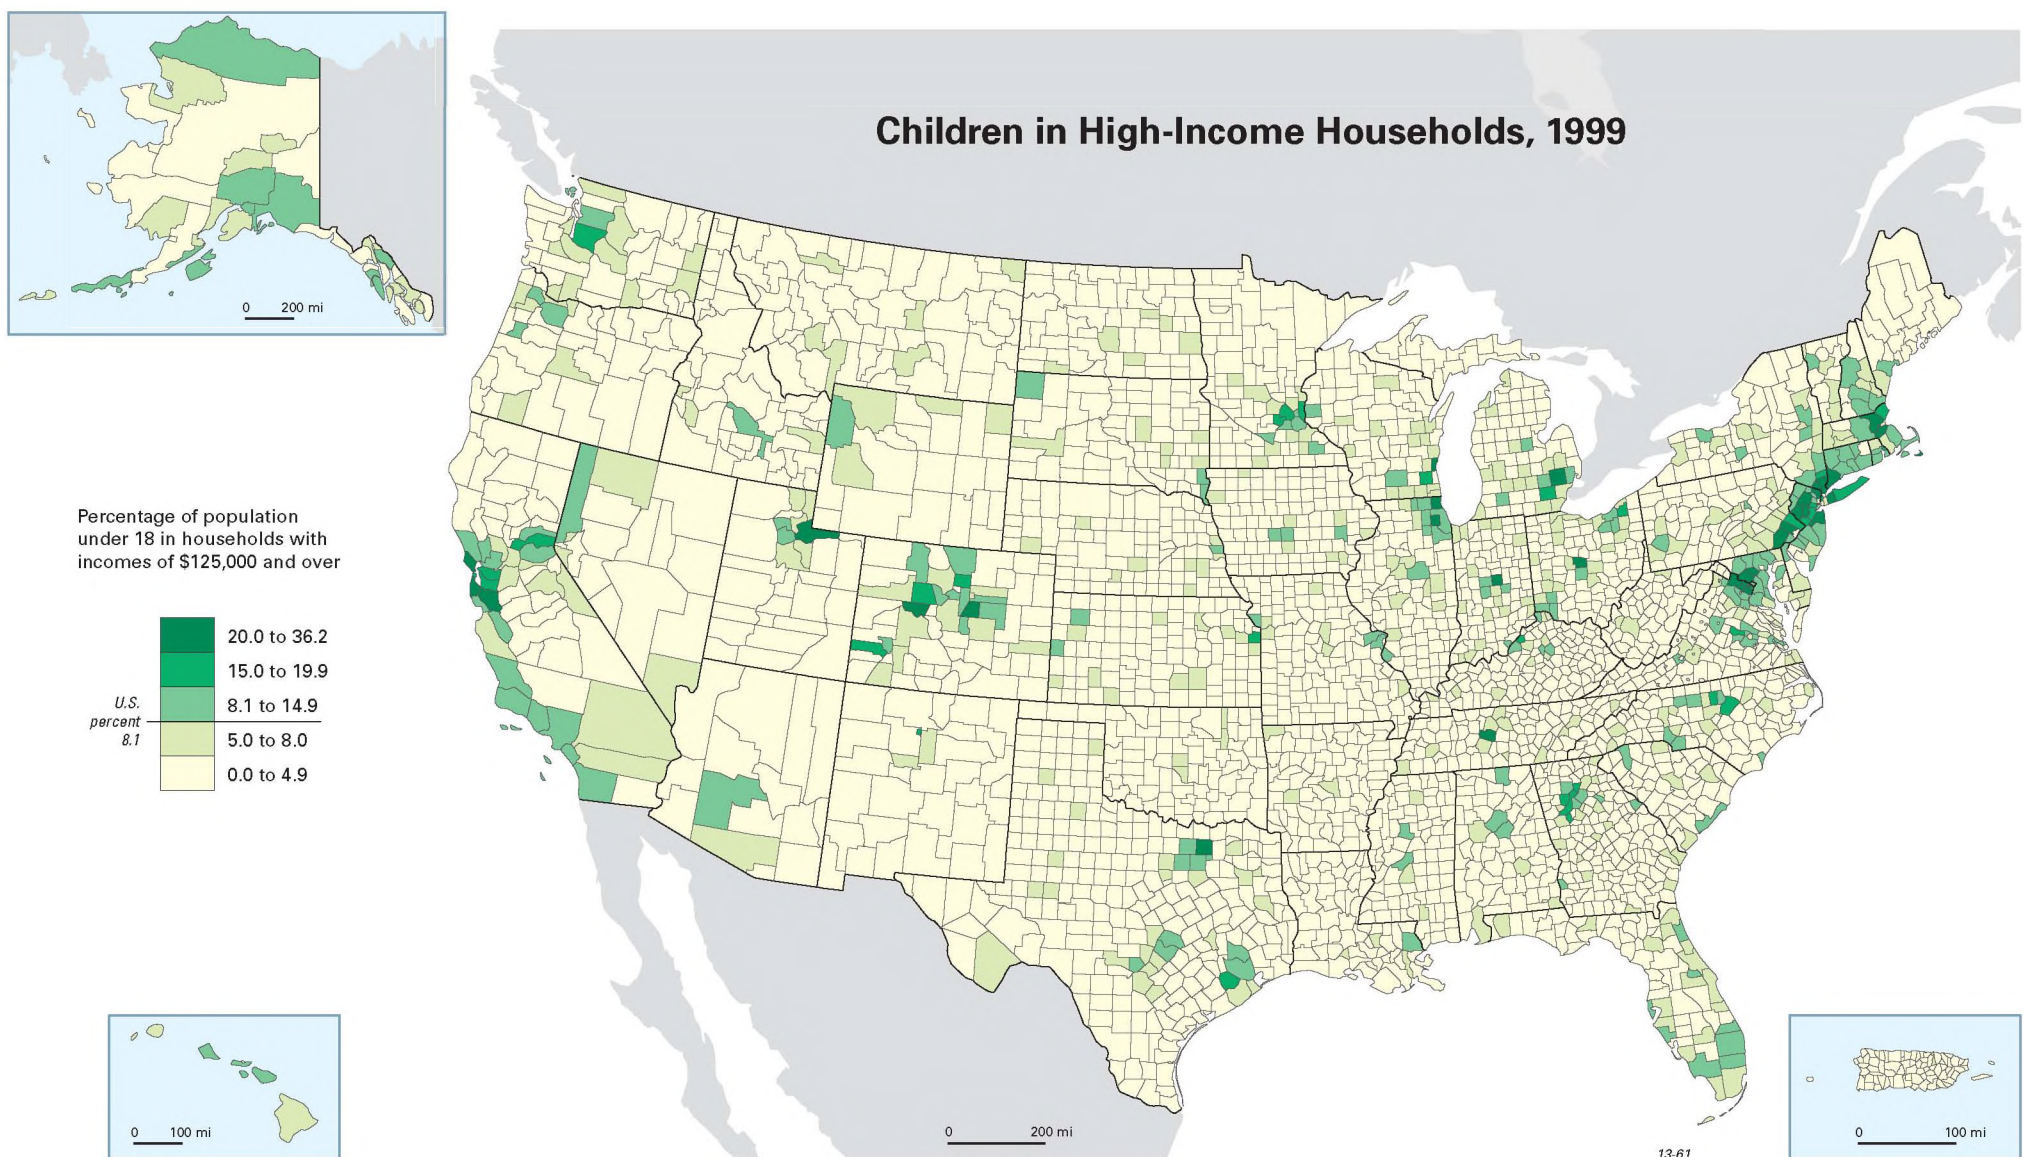 Children in High-Income Households, 1999
0 200 mi
Percentage of population
under 18 in households with
incomes of $125,000 and over
20.0 to 36.2
15.0 to 19.9
8.1 to 14.9
U.S.
percent
8.1
5.0 to 8.0
0.0 to 4.9
0 100 mi
0 200 mi
0 100 mi
13-61